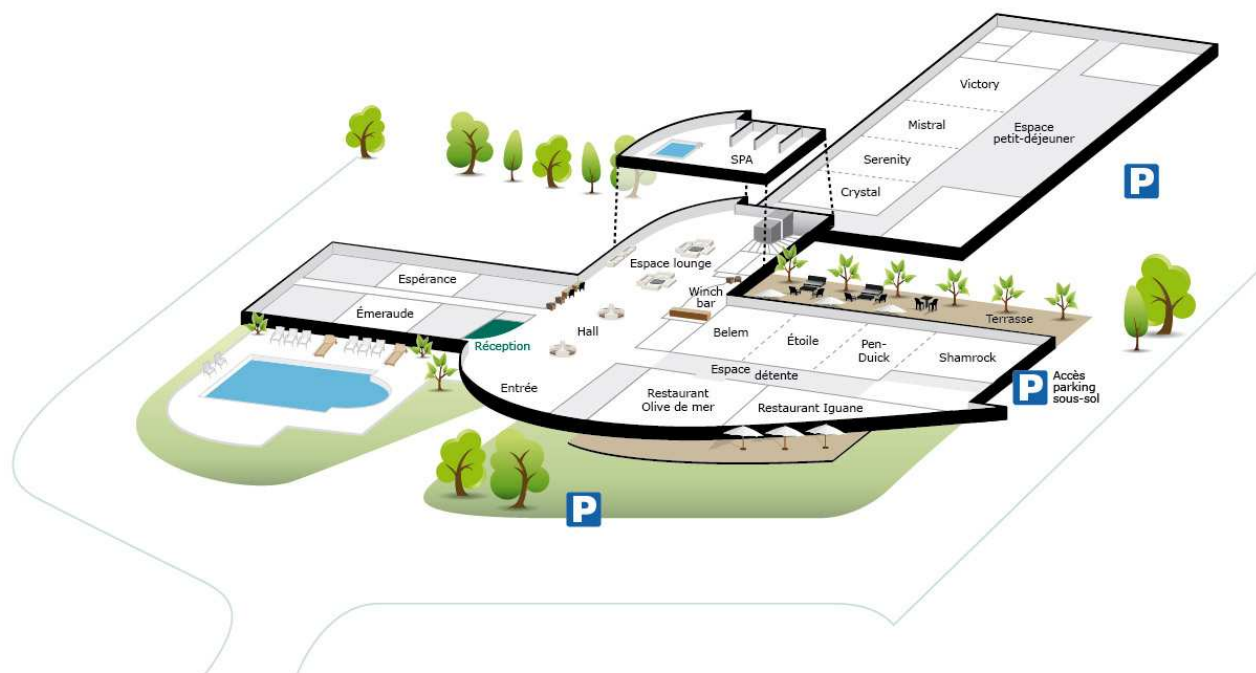 Victory
Mistral
Espace
petit-déjeuner
Serenity
Crystal
SPA
P
Espace lounge
Espérance
Émeraude
Winch
bar
Hall
Réception
Belem
Étoile
Pen-
Duick
Shamrock
Terrasse
Espace
détente
Entrée
Restaurant
Olive de mer
Restaurant Iguane
P
Accès
parking
sous-sol
P